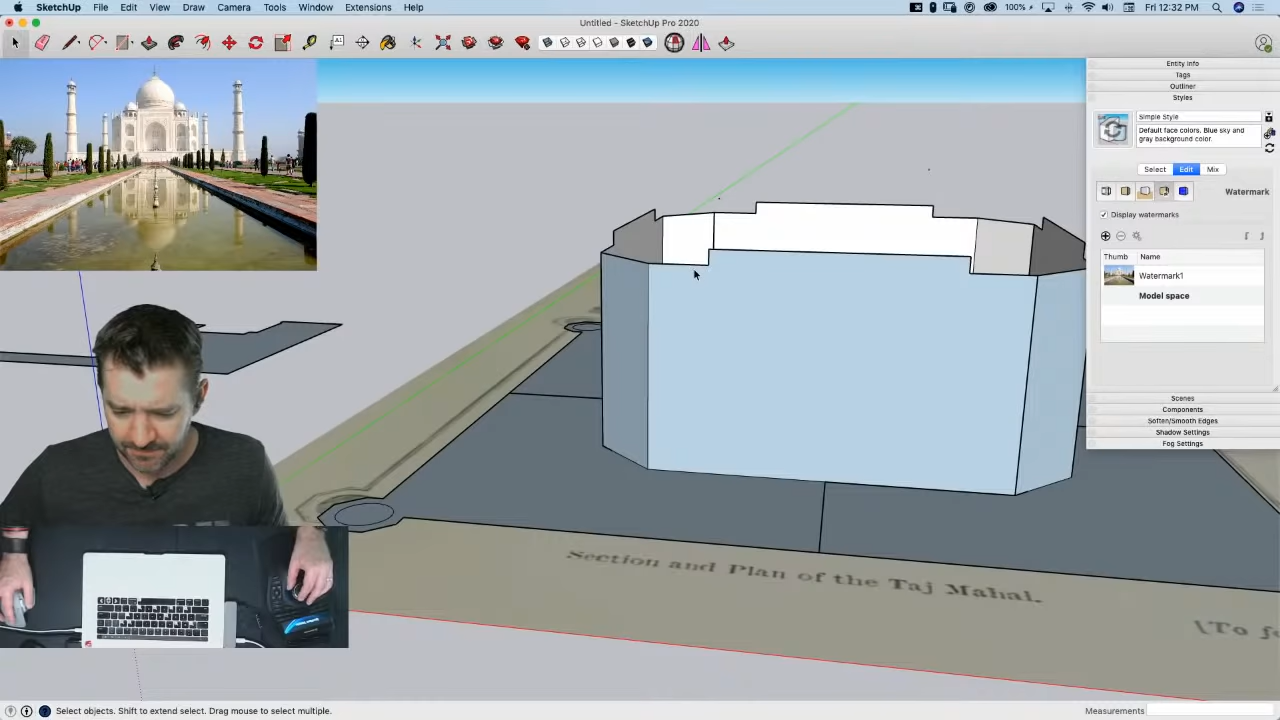 SketchUp File Edit View Draw Camera Tools Window Extensions Help 100% Fri 12:32 PM
Untitled - SketchUp Pro 2020
Entity Info
Tags
Outliner
Styles
Simple Style
Default face colors. Blue sky and
gray background color.
Select Edit Mix
Watermark
Display watermarks
Thumb Name
Watermark1
Model space
Scenes
Components
Soften/Smooth Edges
Shadow Settings
Fog Settings
Section and Plan of the Taj Mahal.
(To
Select objects. Shift to extend select. Drag mouse to select multiple. Measurements